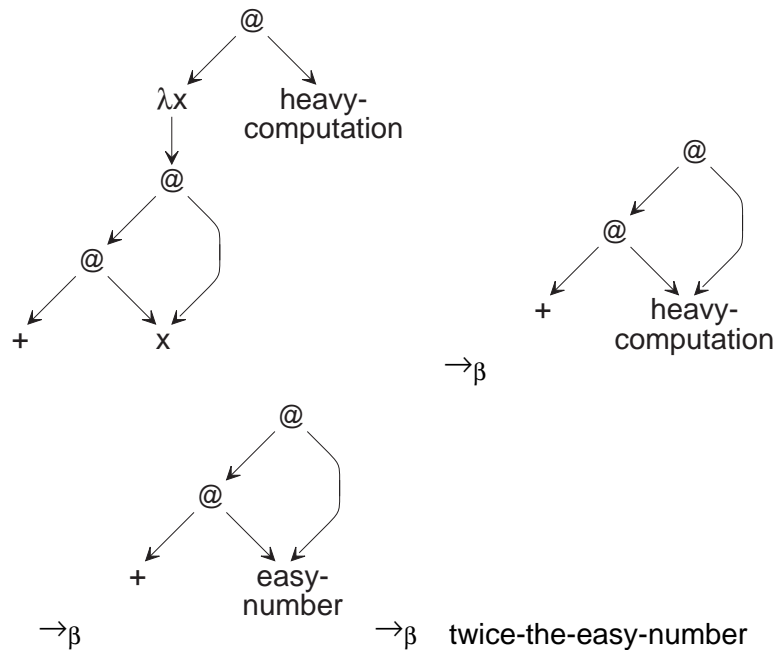 @
λx heavy-
computation
@
@
+ x
→β
@
@
+ heavy-
computation
→β
@
@
+ easy-
number
→β twice-the-easy-number